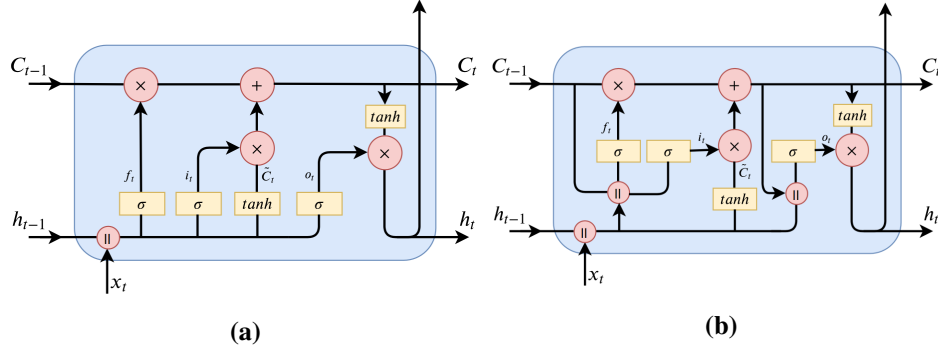 C_{t-1}
×
+
C_t
tanh
f_t
i_t
×
C̃_t
o_t
×
σ
σ
tanh
σ
h_{t-1}
||
h_t
x_t
(a)
C_{t-1}
×
+
C_t
tanh
f_t
σ
σ
i_t
×
σ
o_t
×
C̃_t
||
tanh
||
h_{t-1}
||
h_t
x_t
(b)